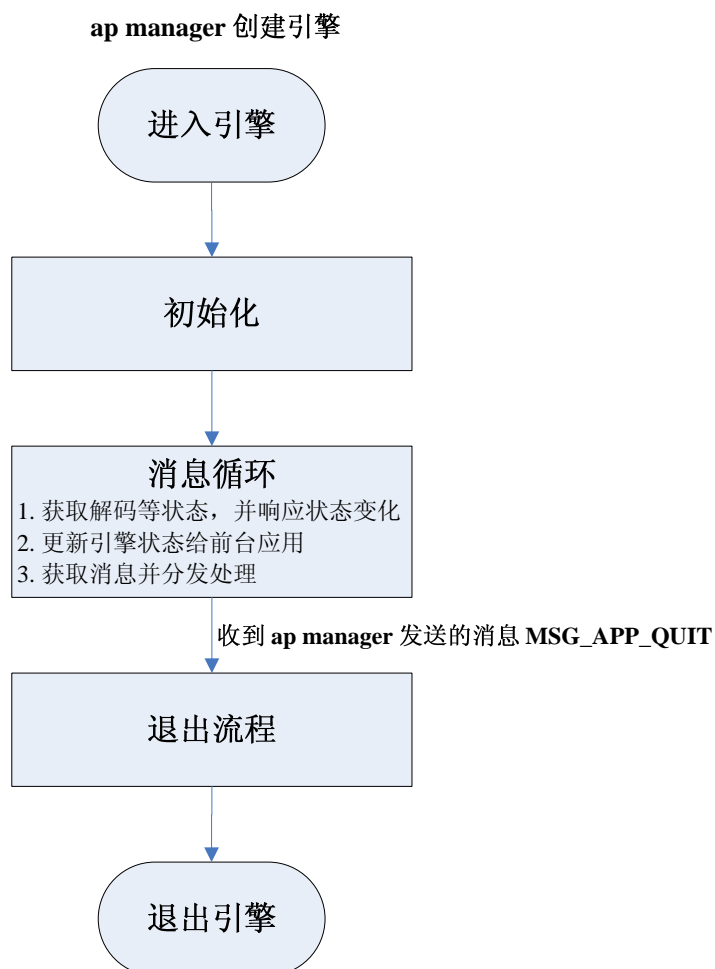 ap manager 创建引擎
进入引擎
初始化
消息循环
1. 获取解码等状态，并响应状态变化
2. 更新引擎状态给前台应用
3. 获取消息并分发处理
收到 ap manager 发送的消息 MSG_APP_QUIT
退出流程
退出引擎